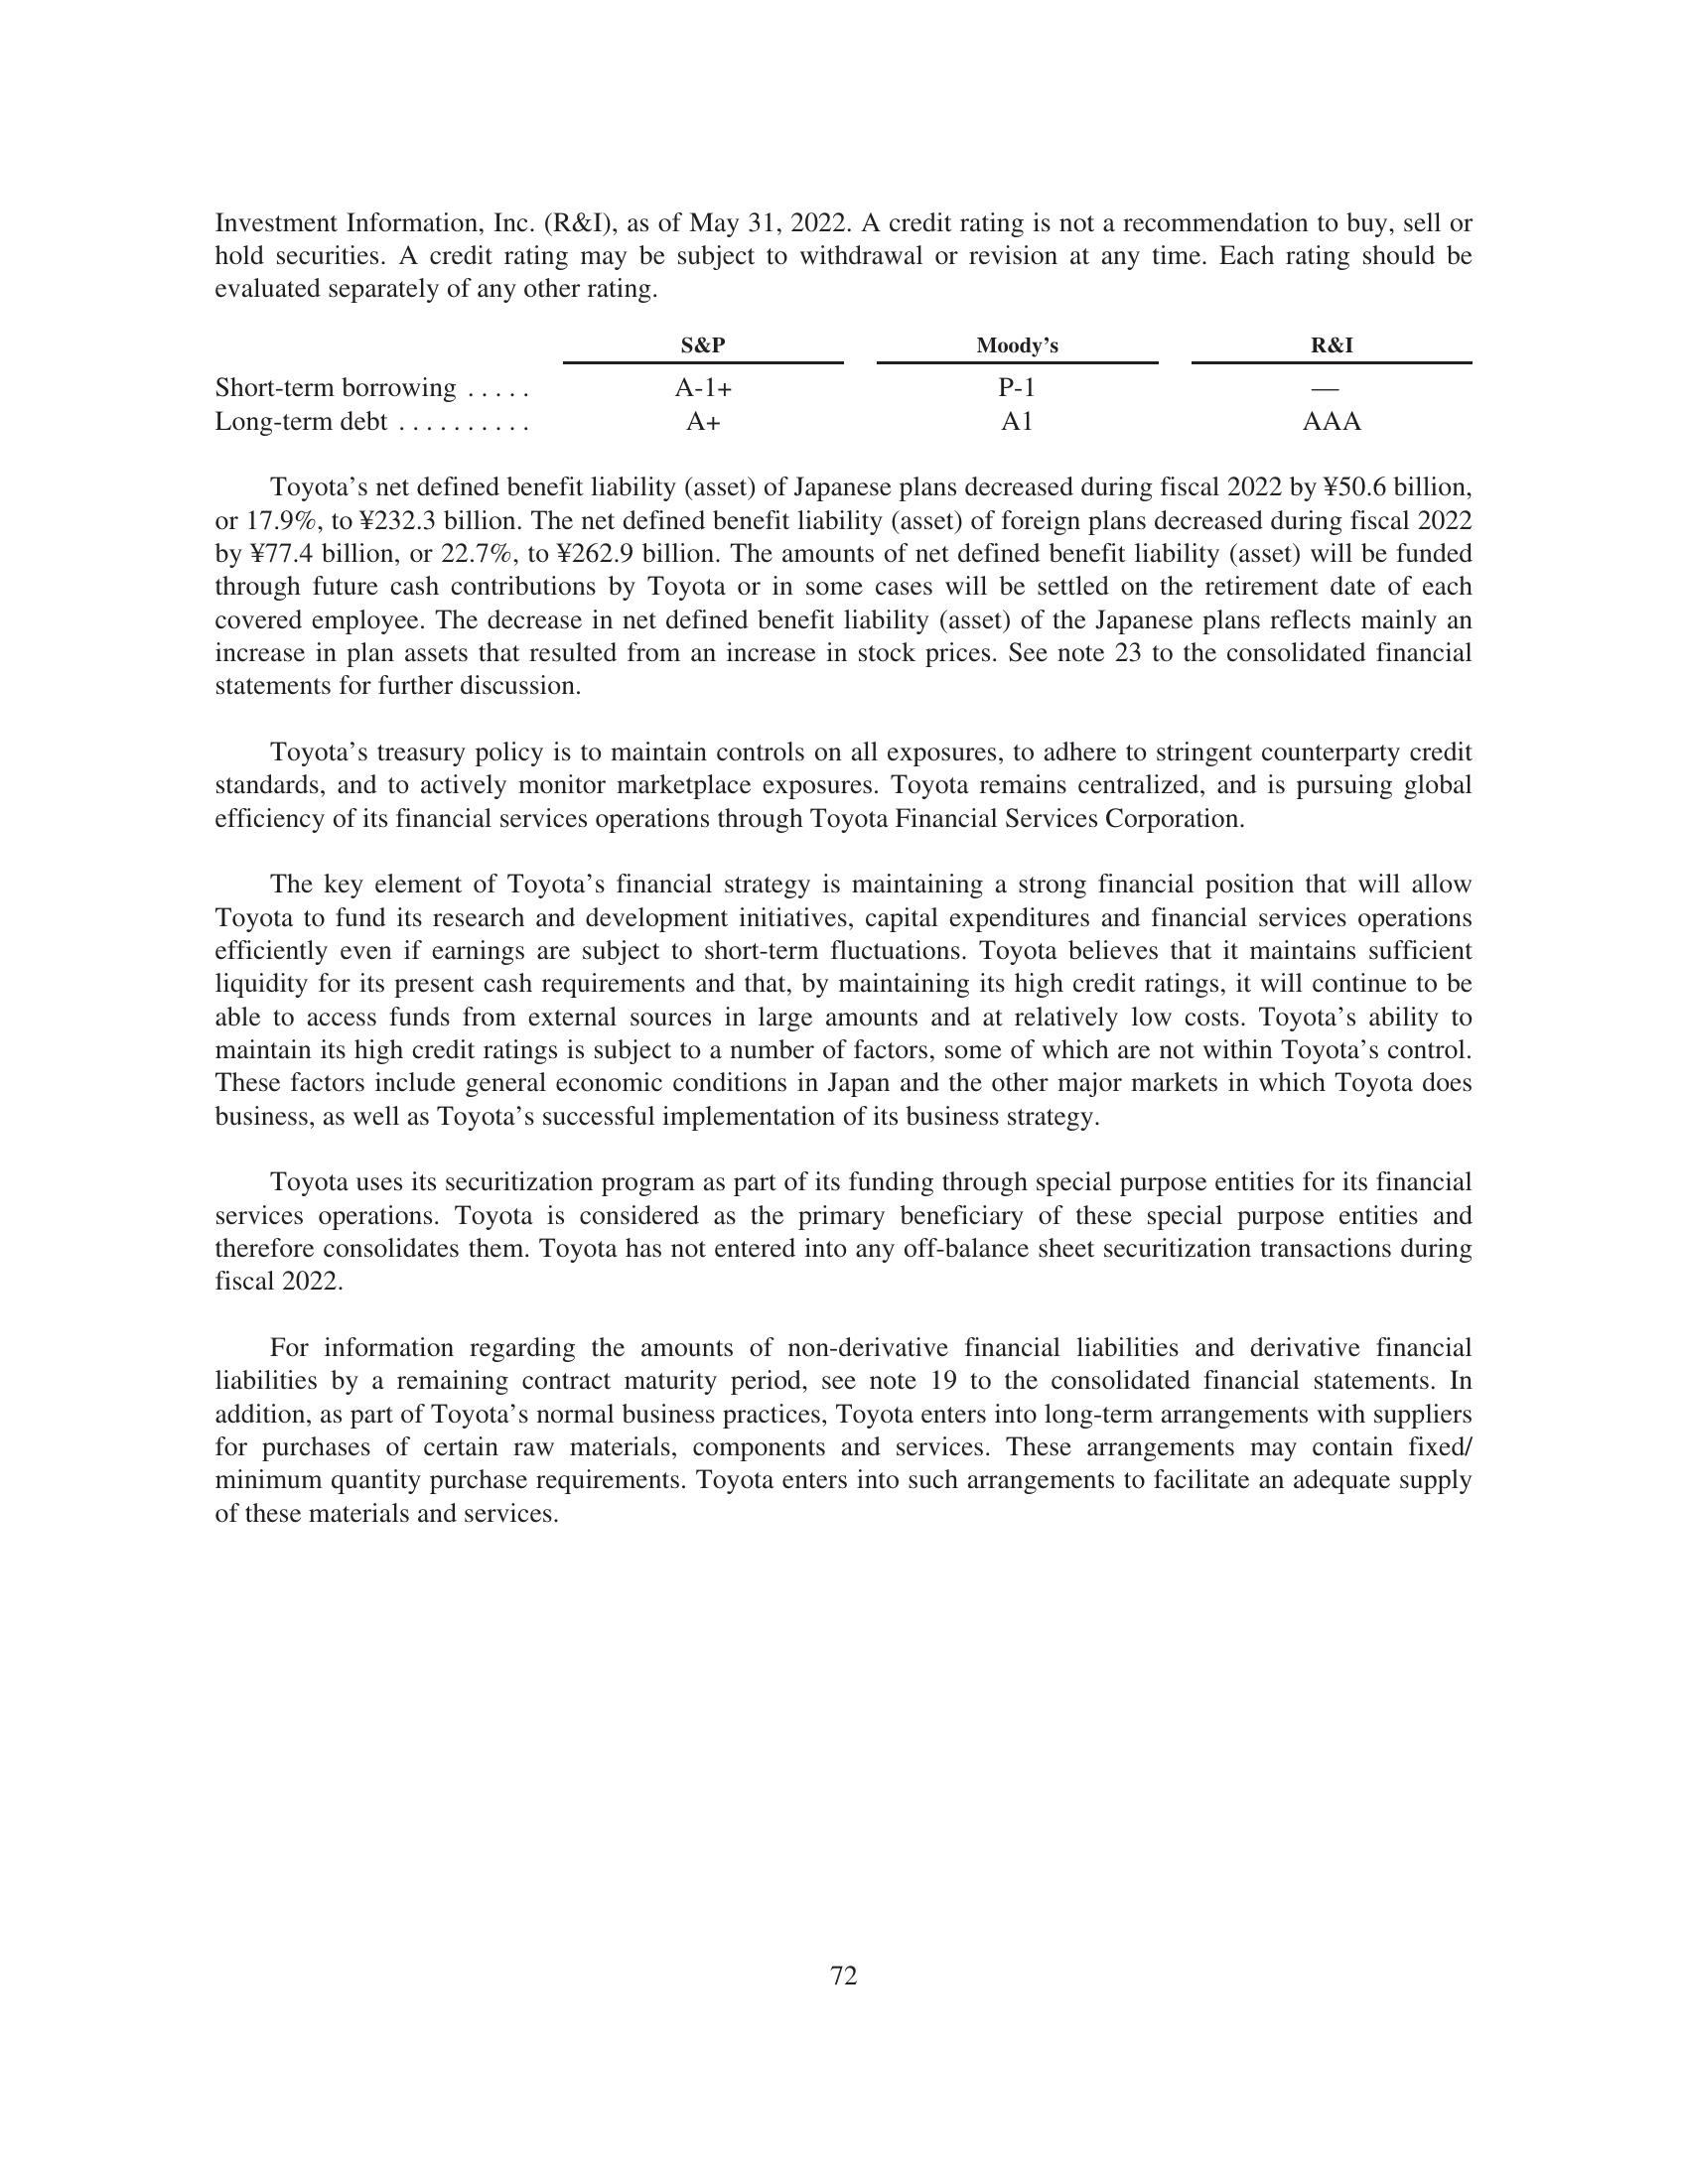 Investment Information, Inc. (R&I), as of May 31, 2022. A credit rating is not a recommendation to buy, sell or
hold securities. A credit rating may be subject to withdrawal or revision at any time. Each rating should be
evaluated separately of any other rating.
S&P Moody’s R&I
Short-term borrowing ..... A-1+ P-1 —
Long-term debt .......... A+ A1 AAA
Toyota’s net defined benefit liability (asset) of Japanese plans decreased during fiscal 2022 by ¥50.6 billion,
or 17.9%, to ¥232.3 billion. The net defined benefit liability (asset) of foreign plans decreased during fiscal 2022
by ¥77.4 billion, or 22.7%, to ¥262.9 billion. The amounts of net defined benefit liability (asset) will be funded
through future cash contributions by Toyota or in some cases will be settled on the retirement date of each
covered employee. The decrease in net defined benefit liability (asset) of the Japanese plans reflects mainly an
increase in plan assets that resulted from an increase in stock prices. See note 23 to the consolidated financial
statements for further discussion.
Toyota’s treasury policy is to maintain controls on all exposures, to adhere to stringent counterparty credit
standards, and to actively monitor marketplace exposures. Toyota remains centralized, and is pursuing global
efficiency of its financial services operations through Toyota Financial Services Corporation.
The key element of Toyota’s financial strategy is maintaining a strong financial position that will allow
Toyota to fund its research and development initiatives, capital expenditures and financial services operations
efficiently even if earnings are subject to short-term fluctuations. Toyota believes that it maintains sufficient
liquidity for its present cash requirements and that, by maintaining its high credit ratings, it will continue to be
able to access funds from external sources in large amounts and at relatively low costs. Toyota’s ability to
maintain its high credit ratings is subject to a number of factors, some of which are not within Toyota’s control.
These factors include general economic conditions in Japan and the other major markets in which Toyota does
business, as well as Toyota’s successful implementation of its business strategy.
Toyota uses its securitization program as part of its funding through special purpose entities for its financial
services operations. Toyota is considered as the primary beneficiary of these special purpose entities and
therefore consolidates them. Toyota has not entered into any off-balance sheet securitization transactions during
fiscal 2022.
For information regarding the amounts of non-derivative financial liabilities and derivative financial
liabilities by a remaining contract maturity period, see note 19 to the consolidated financial statements. In
addition, as part of Toyota’s normal business practices, Toyota enters into long-term arrangements with suppliers
for purchases of certain raw materials, components and services. These arrangements may contain fixed/
minimum quantity purchase requirements. Toyota enters into such arrangements to facilitate an adequate supply
of these materials and services.
72